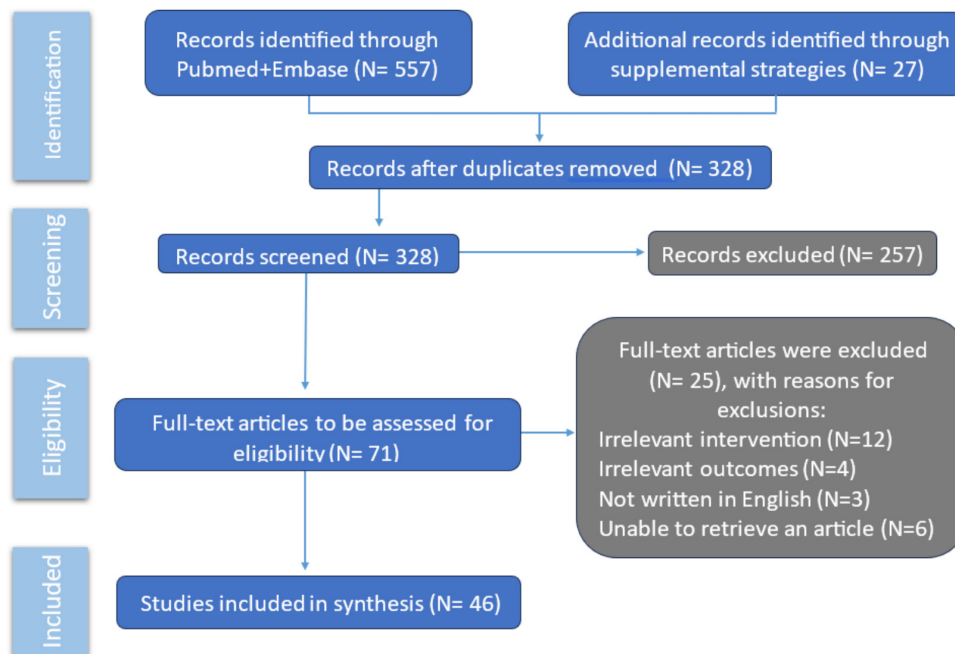 Identification
Records identified through
Pubmed+Embase (N= 557)
Additional records identified through
supplemental strategies (N= 27)
Records after duplicates removed  (N= 328)
Screening
Records screened (N= 328)
Records excluded (N= 257)
Eligibility
Full-text articles to be assessed for
eligibility (N= 71)
Full-text articles were excluded
(N= 25), with reasons for
exclusions:
Irrelevant intervention (N=12)
Irrelevant outcomes (N=4)
Not written in English (N=3)
Unable to retrieve an article (N=6)
Included
Studies included in synthesis (N= 46)